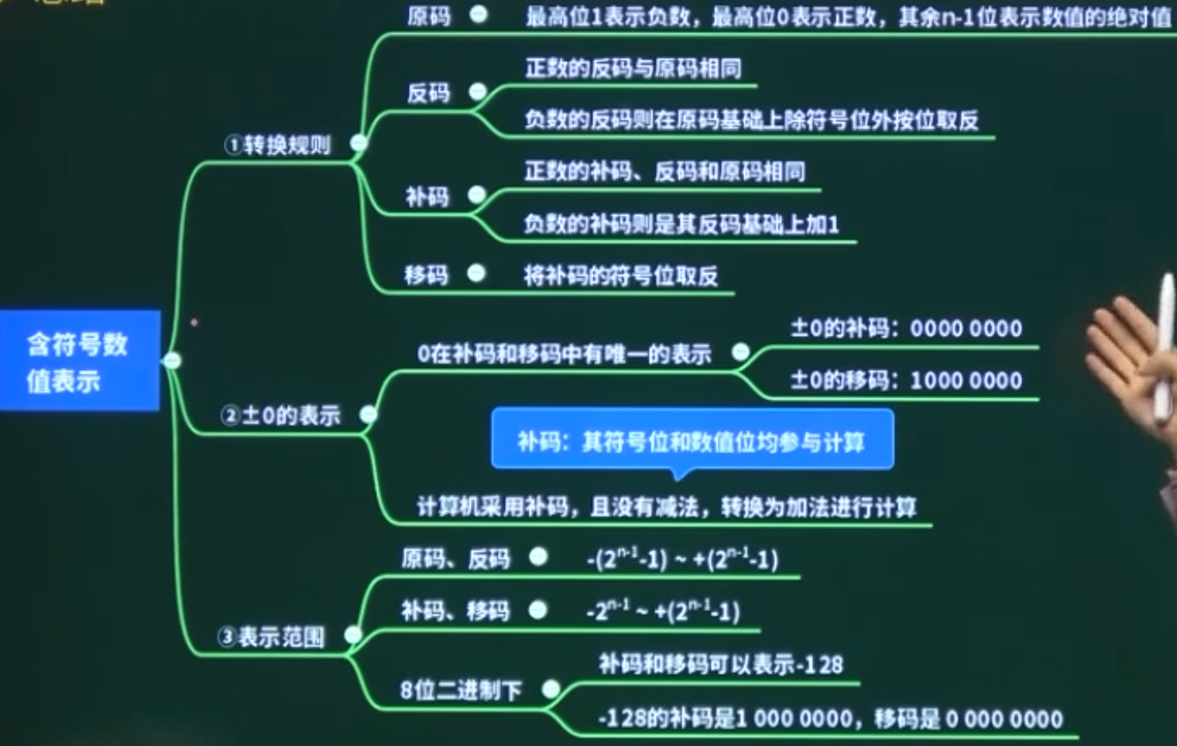 原码 最高位1表示负数，最高位0表示正数，其余n-1位表示数值的绝对值
正数的反码与原码相同
反码
负数的反码则在原码基础上除符号位外按位取反
①转换规则
正数的补码、反码和原码相同
补码
负数的补码则是其反码基础上加1
移码 将补码的符号位取反
含符号数
值表示
±0的补码：0000 0000
0在补码和移码中有唯一的表示
±0的移码：1000 0000
②±0的表示
补码：其符号位和数值位均参与计算
计算机采用补码，且没有减法，转换为加法进行计算
原码、反码 -(2ⁿ⁻¹-1) ~ +(2ⁿ⁻¹-1)
补码、移码 -2ⁿ⁻¹ ~ +(2ⁿ⁻¹-1)
③表示范围
补码和移码可以表示-128
8位二进制下
-128的补码是1 000 0000，移码是 0 000 0000